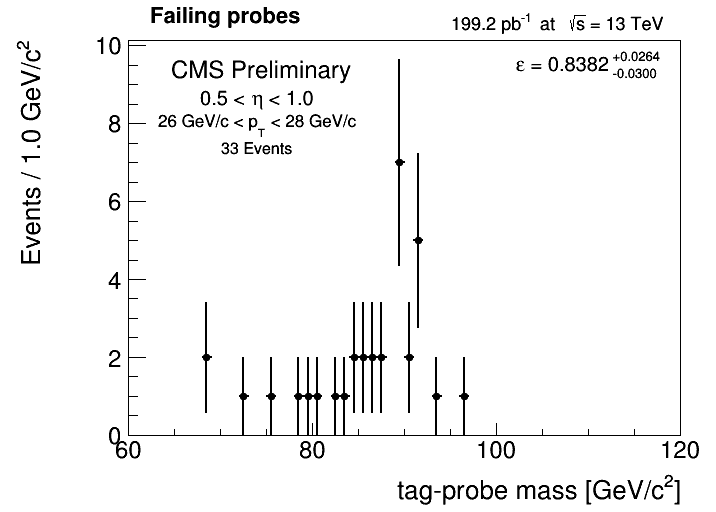 Failing probes
199.2 pb⁻¹ at √s = 13 TeV
CMS Preliminary
0.5 < η < 1.0
26 GeV/c < p_T < 28 GeV/c
33 Events
ε = 0.8382 +0.0264 -0.0300
Events / 1.0 GeV/c²
10
8
6
4
2
0
60 80 100 120
tag-probe mass [GeV/c²]